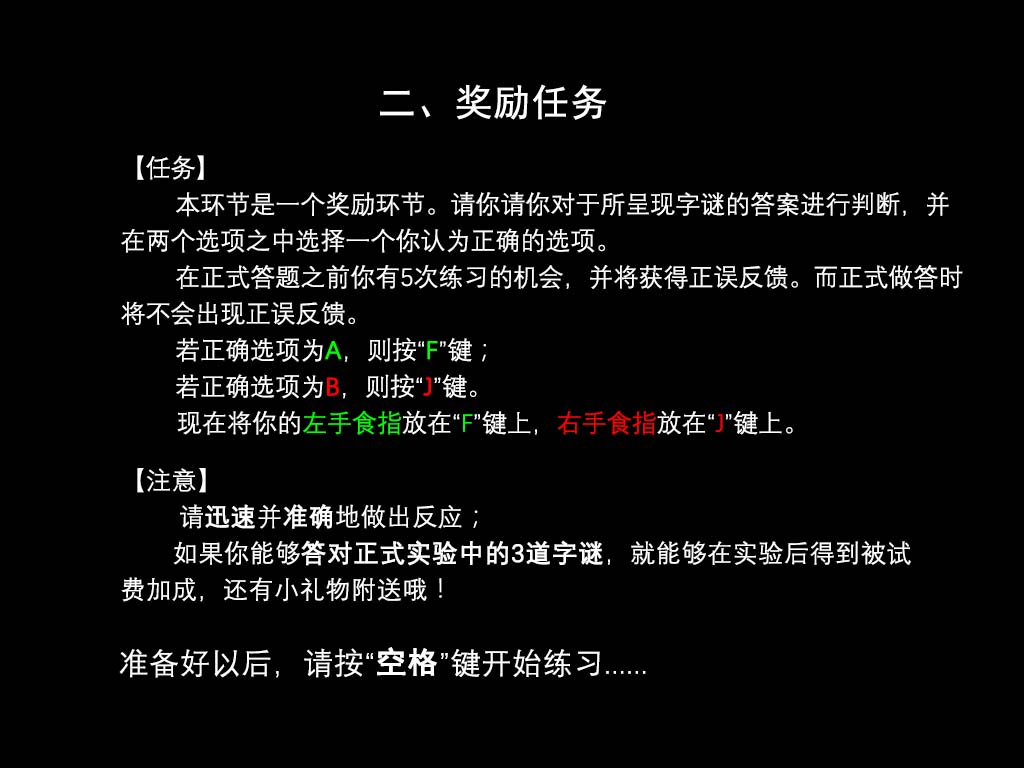 二、奖励任务
【任务】
本环节是一个奖励环节。请你请你对于所呈现字谜的答案进行判断，并
在两个选项之中选择一个你认为正确的选项。
在正式答题之前你有5次练习的机会，并将获得正误反馈。而正式做答时
将不会出现正误反馈。
若正确选项为A，则按“F”键；
若正确选项为B，则按“J”键。
现在将你的左手食指放在“F”键上，右手食指放在“J”键上。
【注意】
请迅速并准确地做出反应；
如果你能够答对正式实验中的3道字谜，就能够在实验后得到被试
费加成，还有小礼物附送哦！
准备好以后，请按“空格”键开始练习......